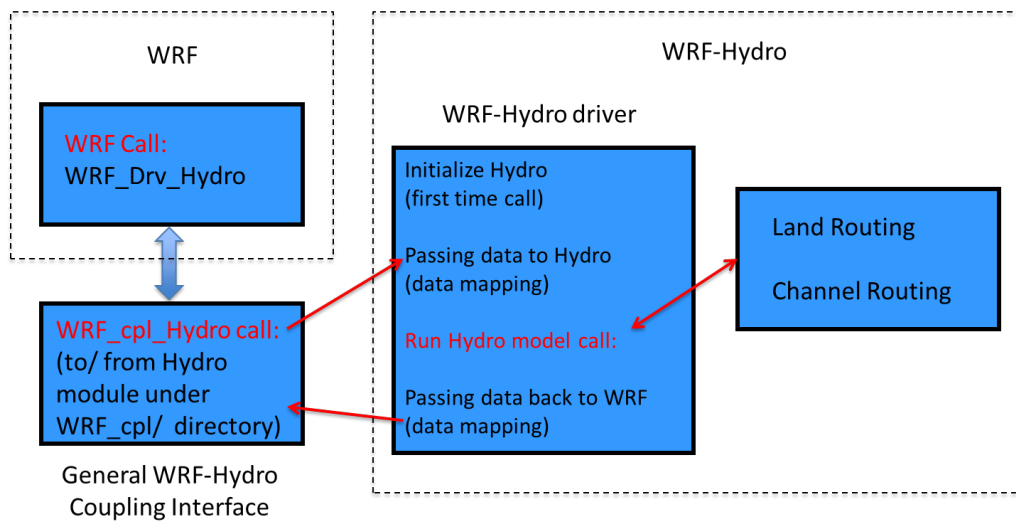 WRF
WRF Call:
WRF_Drv_Hydro
WRF_cpl_Hydro call:
(to/ from Hydro
module under
WRF_cpl/ directory)
General WRF-Hydro
Coupling Interface
WRF-Hydro
WRF-Hydro driver
Initialize Hydro
(first time call)
Passing data to Hydro
(data mapping)
Run Hydro model call:
Passing data back to WRF
(data mapping)
Land Routing
Channel Routing